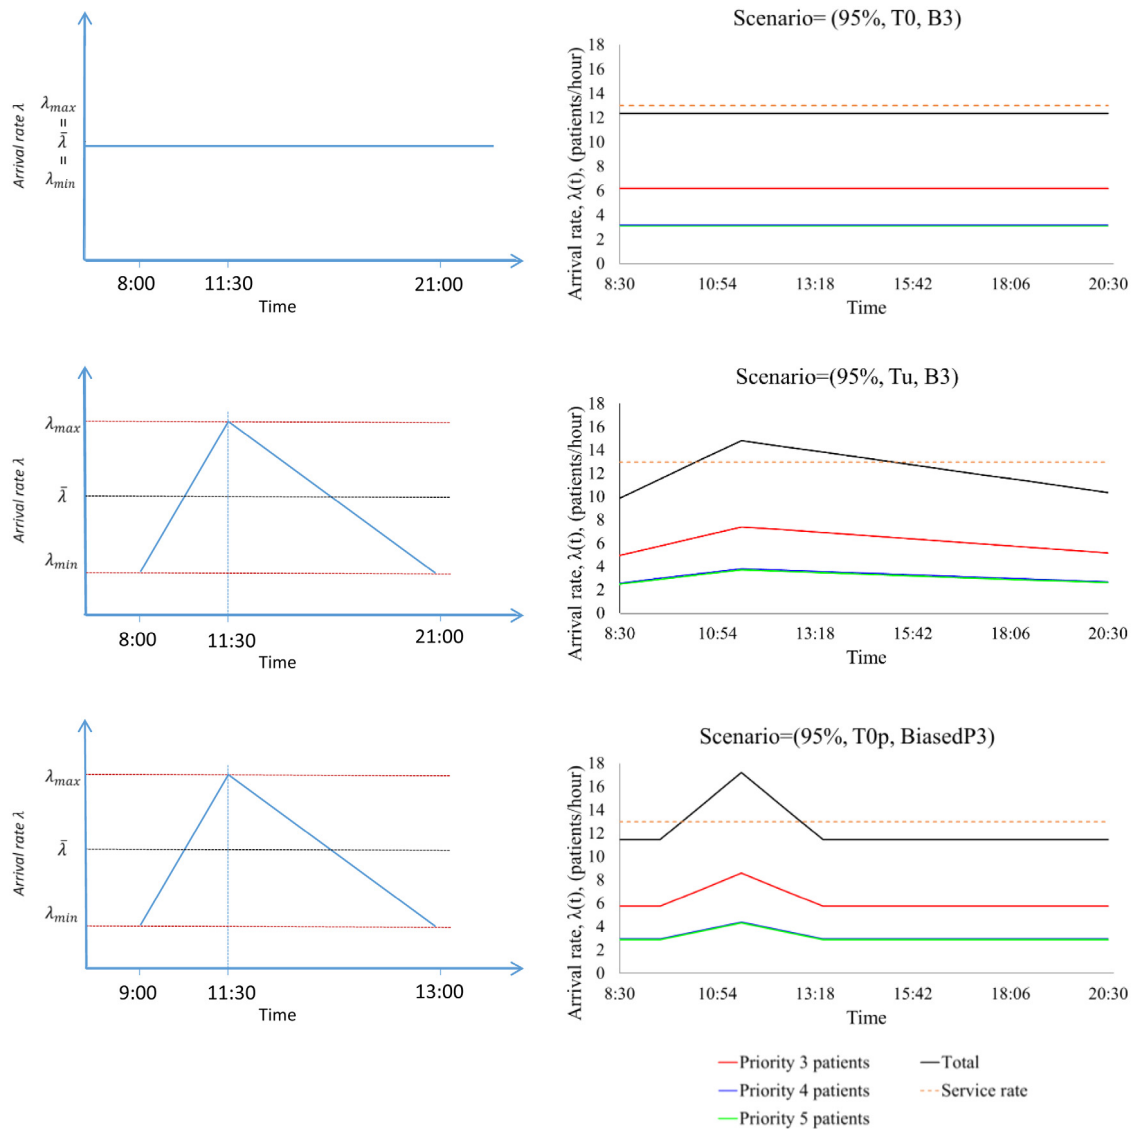 Arrival rate λ
λmax
=
λ̄
=
λmin
8:00 11:30 21:00
Time
Scenario= (95%, T0, B3)
Arrival rate, λ(t), (patients/hour)
18
16
14
12
10
8
6
4
2
0
8:30 10:54 13:18 15:42 18:06 20:30
Time
Arrival rate λ
λmax
λ̄
λmin
8:00 11:30 21:00
Time
Scenario=(95%, Tu, B3)
Arrival rate, λ(t), (patients/hour)
18
16
14
12
10
8
6
4
2
0
8:30 10:54 13:18 15:42 18:06 20:30
Time
Arrival rate λ
λmax
λ̄
λmin
9:00 11:30 13:00
Time
Scenario=(95%, T0p, BiasedP3)
Arrival rate, λ(t), (patients/hour)
18
16
14
12
10
8
6
4
2
0
8:30 10:54 13:18 15:42 18:06 20:30
Time
Priority 3 patients Total
Priority 4 patients Service rate
Priority 5 patients